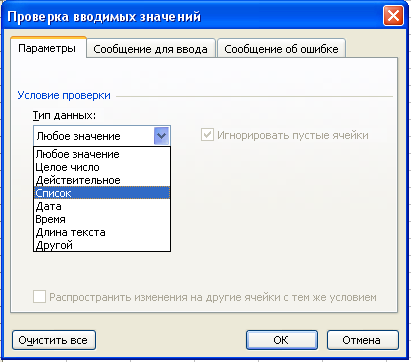 Проверка вводимых значений
Параметры Сообщение для ввода Сообщение об ошибке
Условие проверки
Тип данных:
Любое значение Игнорировать пустые ячейки
Любое значение
Целое число
Действительное
Список
Дата
Время
Длина текста
Другой
Распространить изменения на другие ячейки с тем же условием
Очистить все ОК Отмена